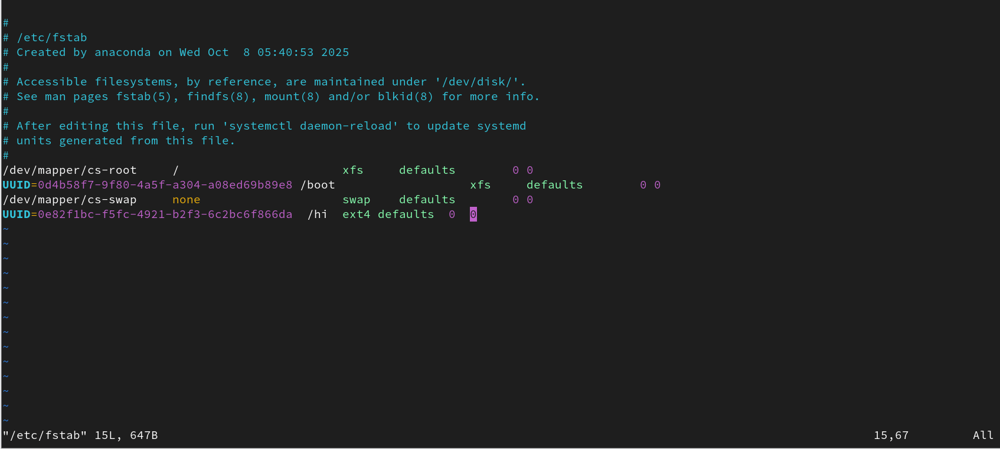 #
# /etc/fstab
# Created by anaconda on Wed Oct  8 05:40:53 2025
#
# Accessible filesystems, by reference, are maintained under '/dev/disk/'.
# See man pages fstab(5), findfs(8), mount(8) and/or blkid(8) for more info.
#
# After editing this file, run 'systemctl daemon-reload' to update systemd
# units generated from this file.
#
/dev/mapper/cs-root     /                       xfs     defaults        0 0
UUID=0d4b58f7-9f80-4a5f-a304-a08ed69b89e8 /boot                   xfs     defaults        0 0
/dev/mapper/cs-swap     none                    swap    defaults        0 0
UUID=0e82f1bc-f5fc-4921-b2f3-6c2bc6f866da  /hi  ext4 defaults  0  0
~
~
~
~
~
~
~
~
~
~
~
~
~
~
"/etc/fstab" 15L, 647B                                                                                                     15,67         All